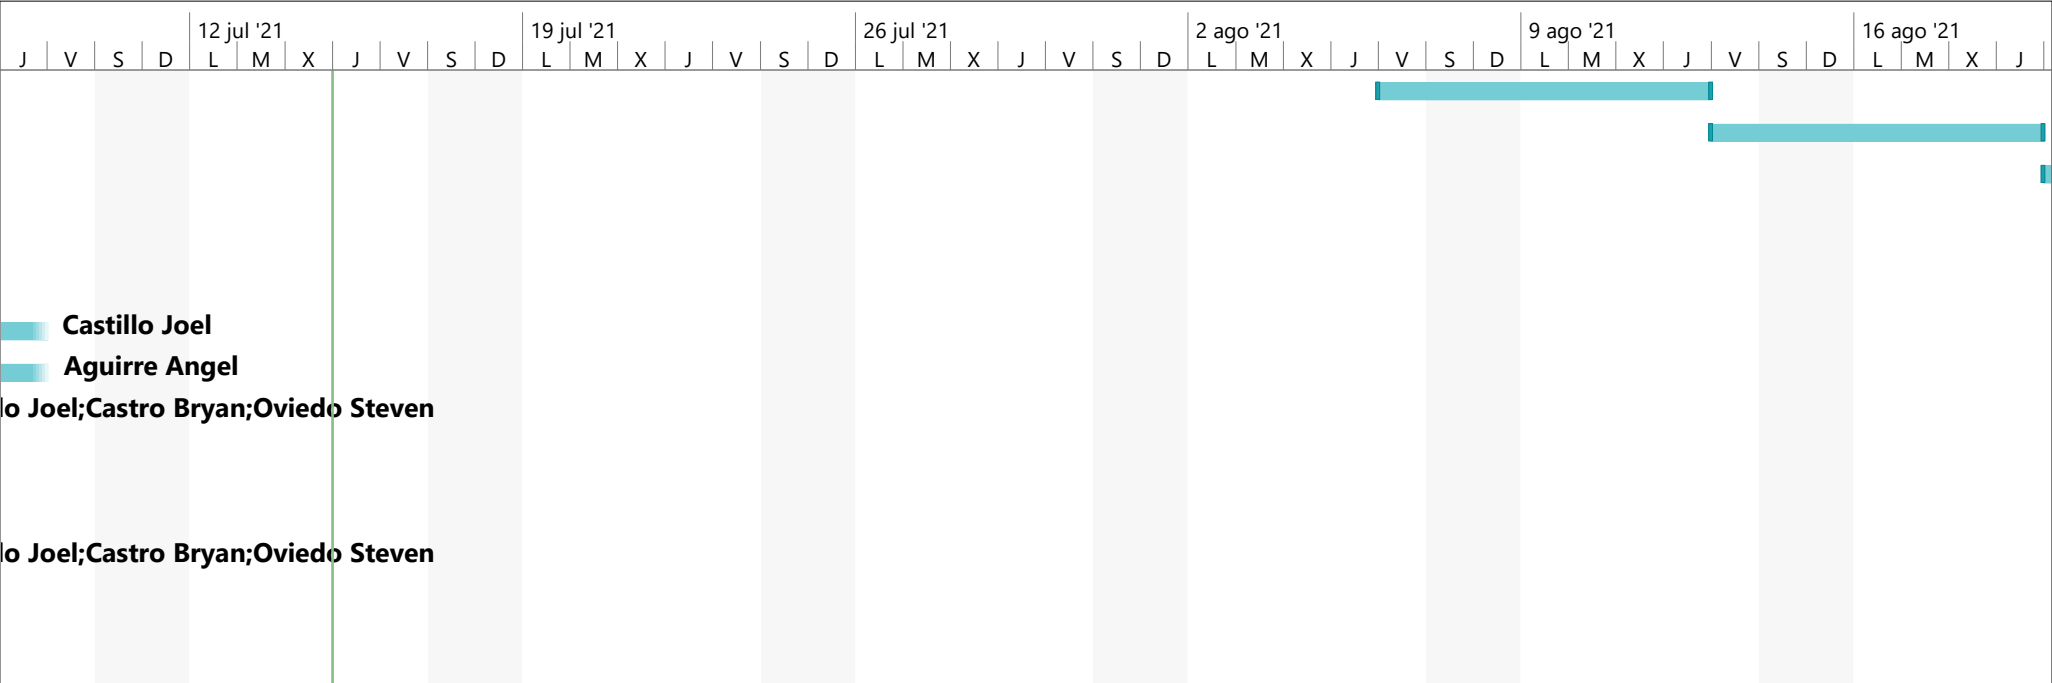 12 jul '21 19 jul '21 26 jul '21 2 ago '21 9 ago '21 16 ago '21
J V S D L M X J V S D L M X J V S D L M X J V S D L M X J V S D L M X J V S D L M X J
Castillo Joel
Aguirre Angel
lo Joel;Castro Bryan;Oviedo Steven
lo Joel;Castro Bryan;Oviedo Steven